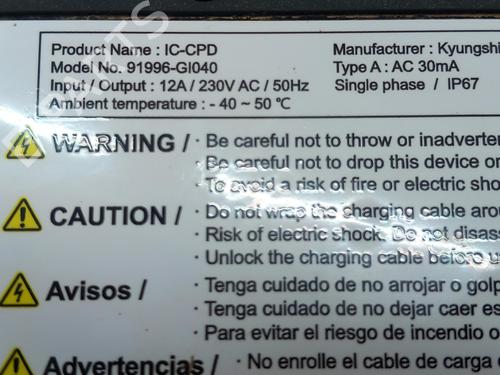 Product Name : IC-CPD
Model No. 91996-GI040
Input / Output : 12A / 230V AC / 50Hz
Ambient temperature : - 40 ~ 50 ℃
Manufacturer : Kyungshi
Type A : AC 30mA
Single phase / IP67
WARNING / · Be careful not to throw or inadverten
· Be careful not to drop this device or
· To avoid a risk of fire or electric sho
CAUTION / · Do not wrap the charging cable arou
· Risk of electric shock. Do not disas
· Unlock the charging cable before u
Avisos / · Tenga cuidado de no arrojar o golp
· Tenga cuidado de no dejar caer es
· Para evitar el riesgo de incendio o
Advertencias / · No enrolle el cable de carga